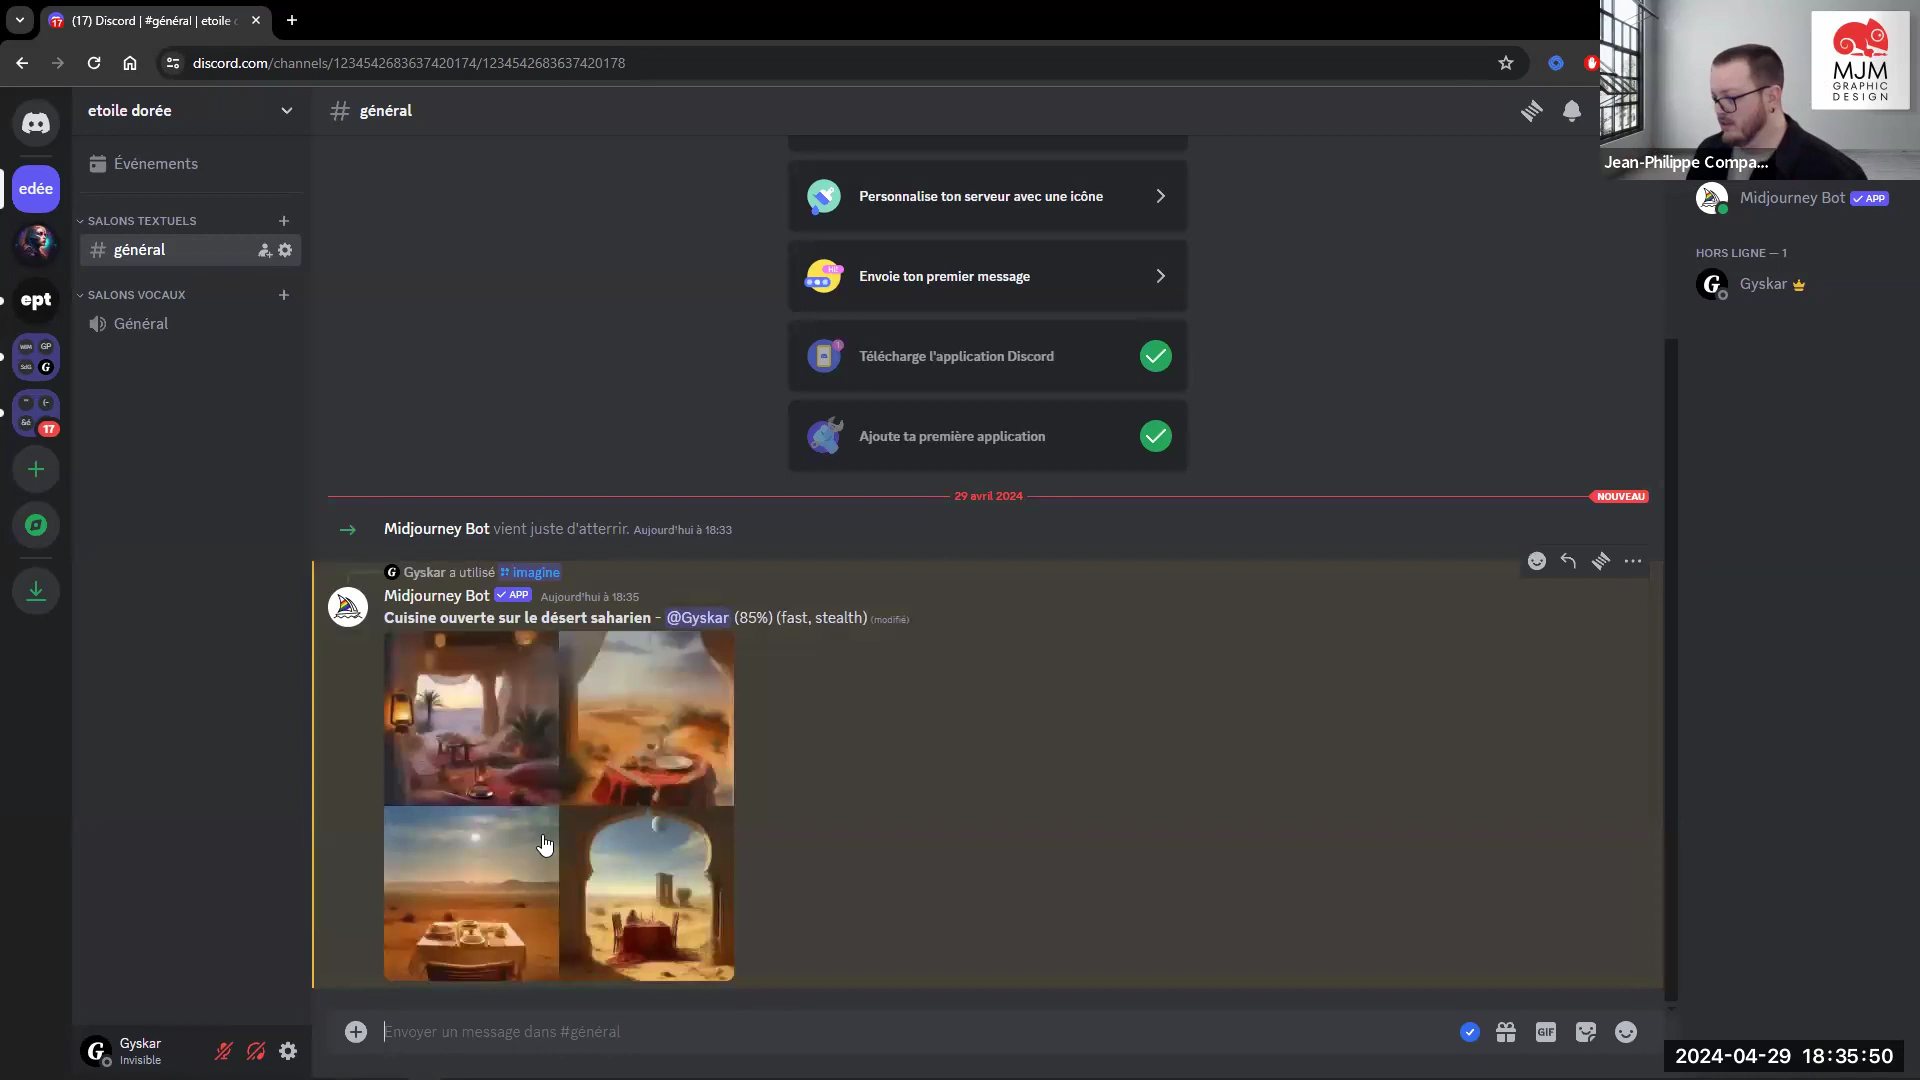 (17) Discord | #général | etoile d
discord.com/channels/1234542683637420174/1234542683637420178
MJM
GRAPHIC
DESIGN
Jean-Philippe Compa...
etoile dorée
général
Événements
SALONS TEXTUELS
général
SALONS VOCAUX
Général
edée
ept
WIM
GP
SdG
G
&é
17
Personnalise ton serveur avec une icône
Hi!
Envoie ton premier message
Télécharge l'application Discord
Ajoute ta première application
29 avril 2024
NOUVEAU
Midjourney Bot vient juste d'atterrir. Aujourd'hui à 18:33
Gyskar a utilisé imagine
Midjourney Bot APP Aujourd'hui à 18:35
Cuisine ouverte sur le désert saharien - @Gyskar (85%) (fast, stealth) (modifié)
Envoyer un message dans #général
GIF
Midjourney Bot APP
HORS LIGNE — 1
G Gyskar
G Gyskar
Invisible
2024-04-29 18:35:50